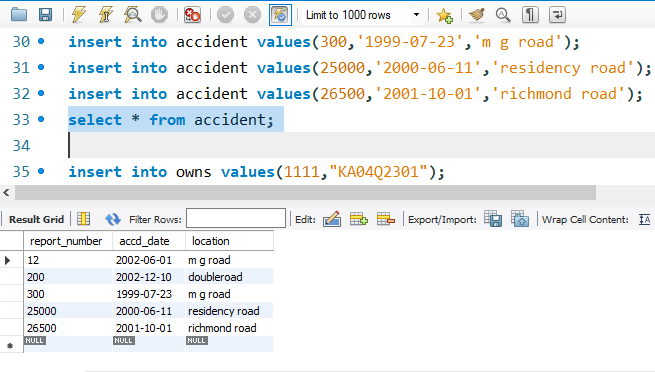 Limit to 1000 rows
30 insert into accident values(300,'1999-07-23','m g road');
31 insert into accident values(25000,'2000-06-11','residency road');
32 insert into accident values(26500,'2001-10-01','richmond road');
33 select * from accident;
34
35 insert into owns values(1111,"KA04Q2301");
Result Grid Filter Rows: Edit: Export/Import: Wrap Cell Content: IA
report_number accd_date location
12 2002-06-01 m g road
200 2002-12-10 doubleroad
300 1999-07-23 m g road
25000 2000-06-11 residency road
26500 2001-10-01 richmond road
NULL NULL NULL